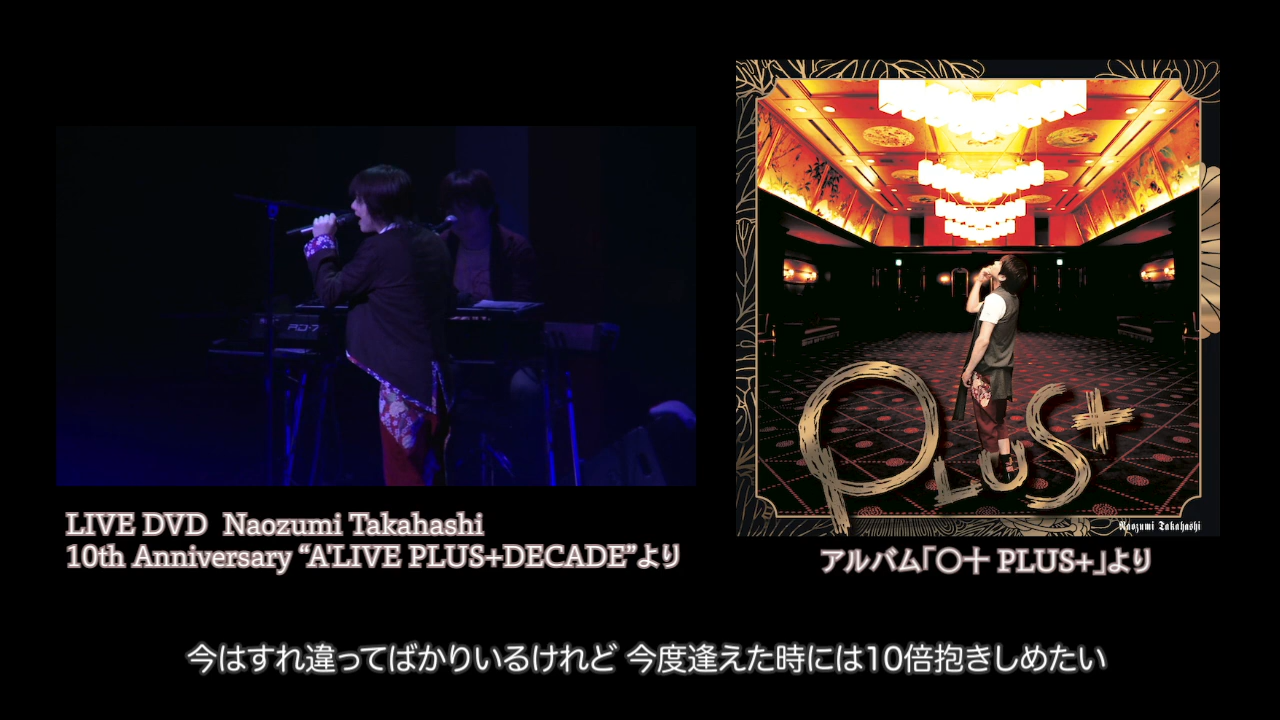 LIVE DVD Naozumi Takahashi
10th Anniversary “A'LIVE PLUS+DECADE”より
PLUS+
Naozumi Takahashi
アルバム「〇十 PLUS+」より
今はすれ違ってばかりいるけれど 今度逢えた時には10倍抱きしめたい